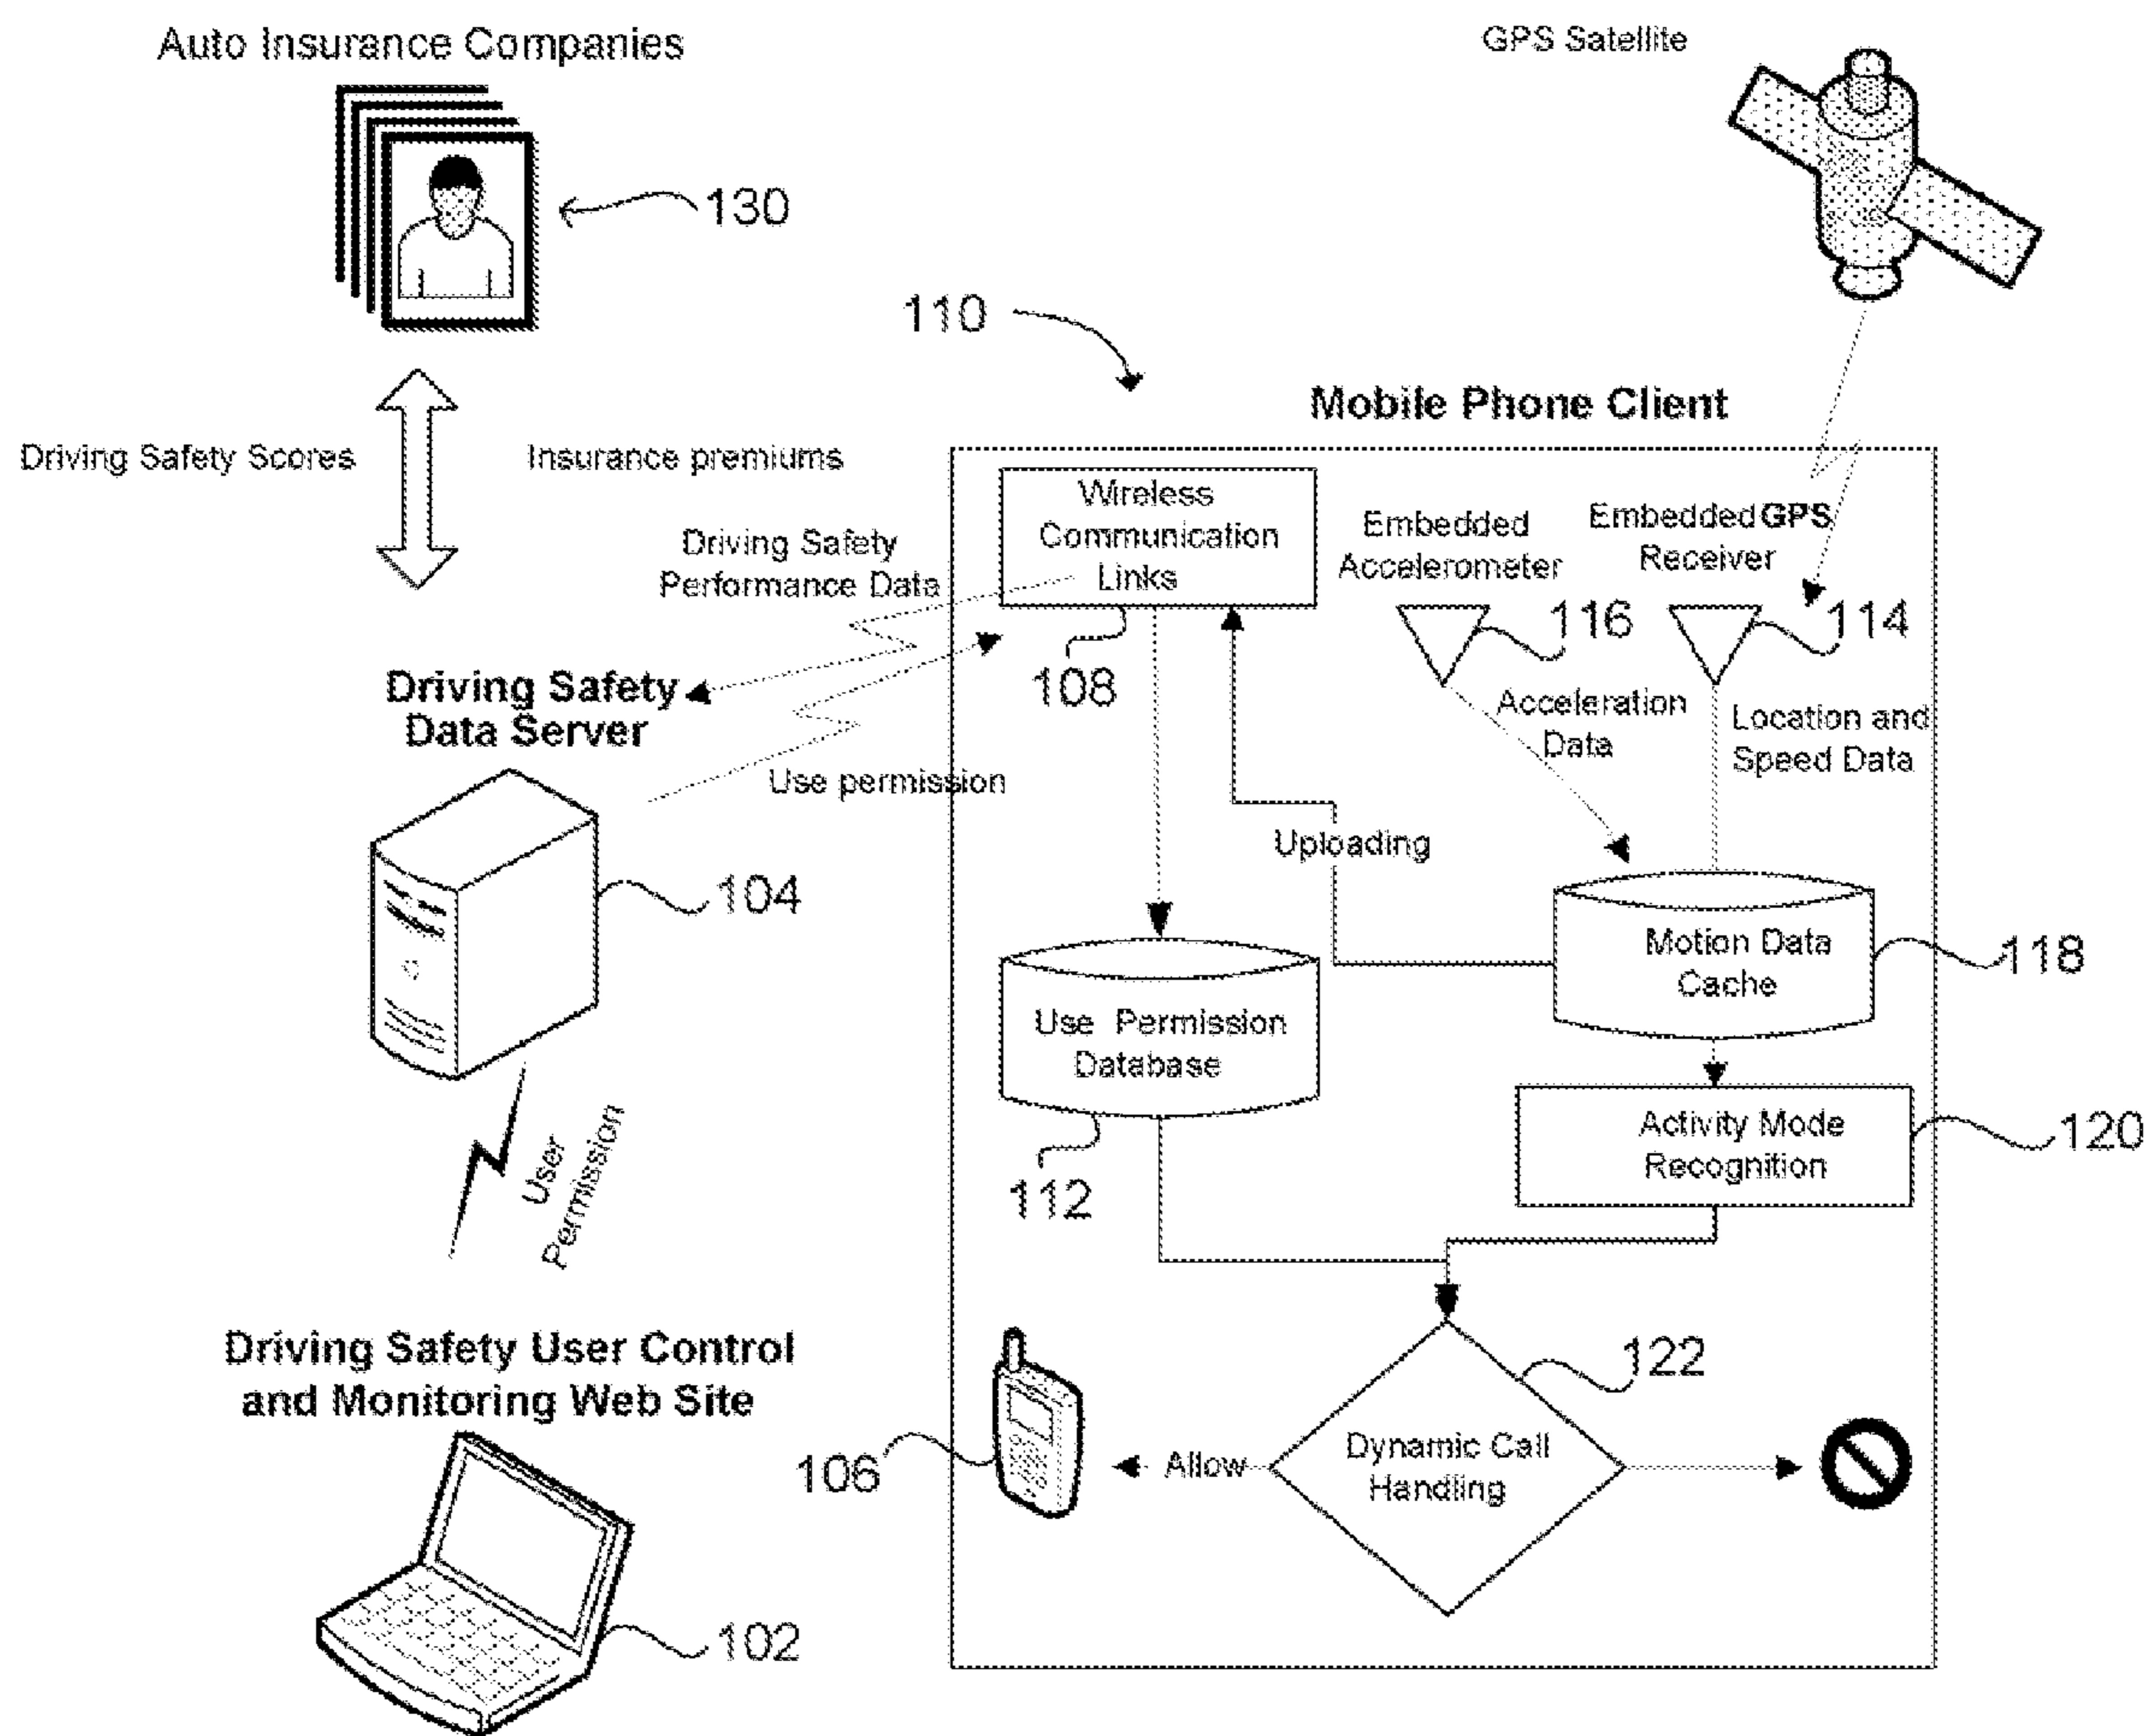 Auto Insurance Companies
GPS Satellite
130
110
Mobile Phone Client
Driving Safety Scores
Insurance premiums
Wireless
Communication
Links
Embedded
Accelerometer
Embedded GPS
Receiver
Driving Safety
Performance Data
116
114
108
Driving Safety
Data Server
Acceleration
Data
Location and
Speed Data
Use permission
Uploading
104
Motion Data
Cache
118
Use Permission
Database
Activity Mode
Recognition
120
User
Permission
112
Driving Safety User Control
and Monitoring Web Site
122
106
Allow
Dynamic Call
Handling
102